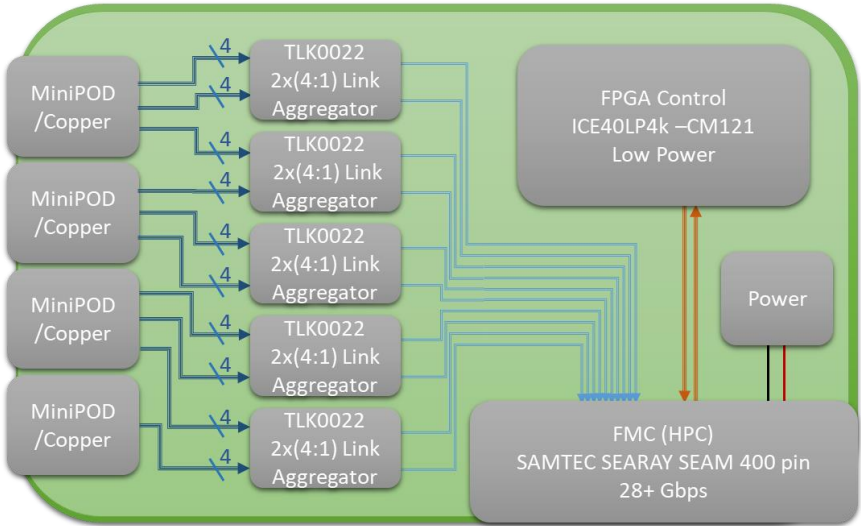 MiniPOD
/Copper
MiniPOD
/Copper
MiniPOD
/Copper
MiniPOD
/Copper
4
4
4
4
4
4
4
4
4
4
TLK0022
2x(4:1) Link
Aggregator
TLK0022
2x(4:1) Link
Aggregator
TLK0022
2x(4:1) Link
Aggregator
TLK0022
2x(4:1) Link
Aggregator
TLK0022
2x(4:1) Link
Aggregator
FPGA Control
ICE40LP4k –CM121
Low Power
Power
FMC (HPC)
SAMTEC SEARAY SEAM 400 pin
28+ Gbps